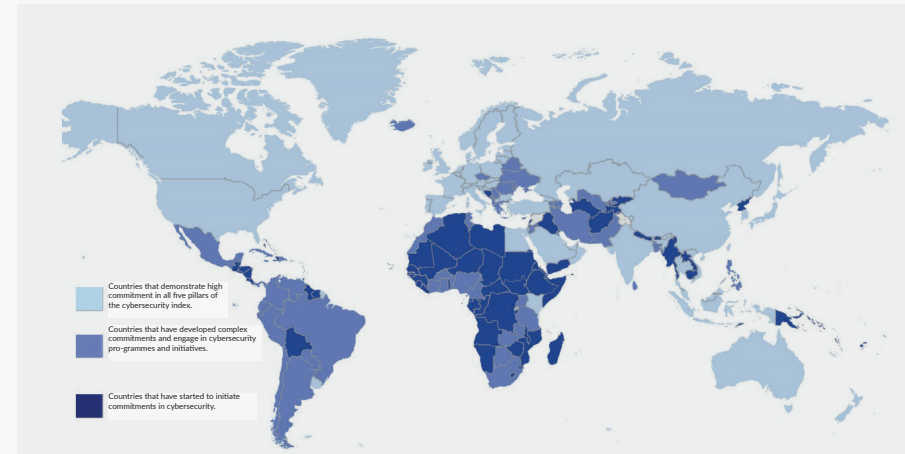 Countries that demonstrate high
commitment in all five pillars of
the cybersecurity index.
Countries that have developed complex
commitments and engage in cybersecurity
pro-grammes and initiatives.
Countries that have started to initiate
commitments in cybersecurity.